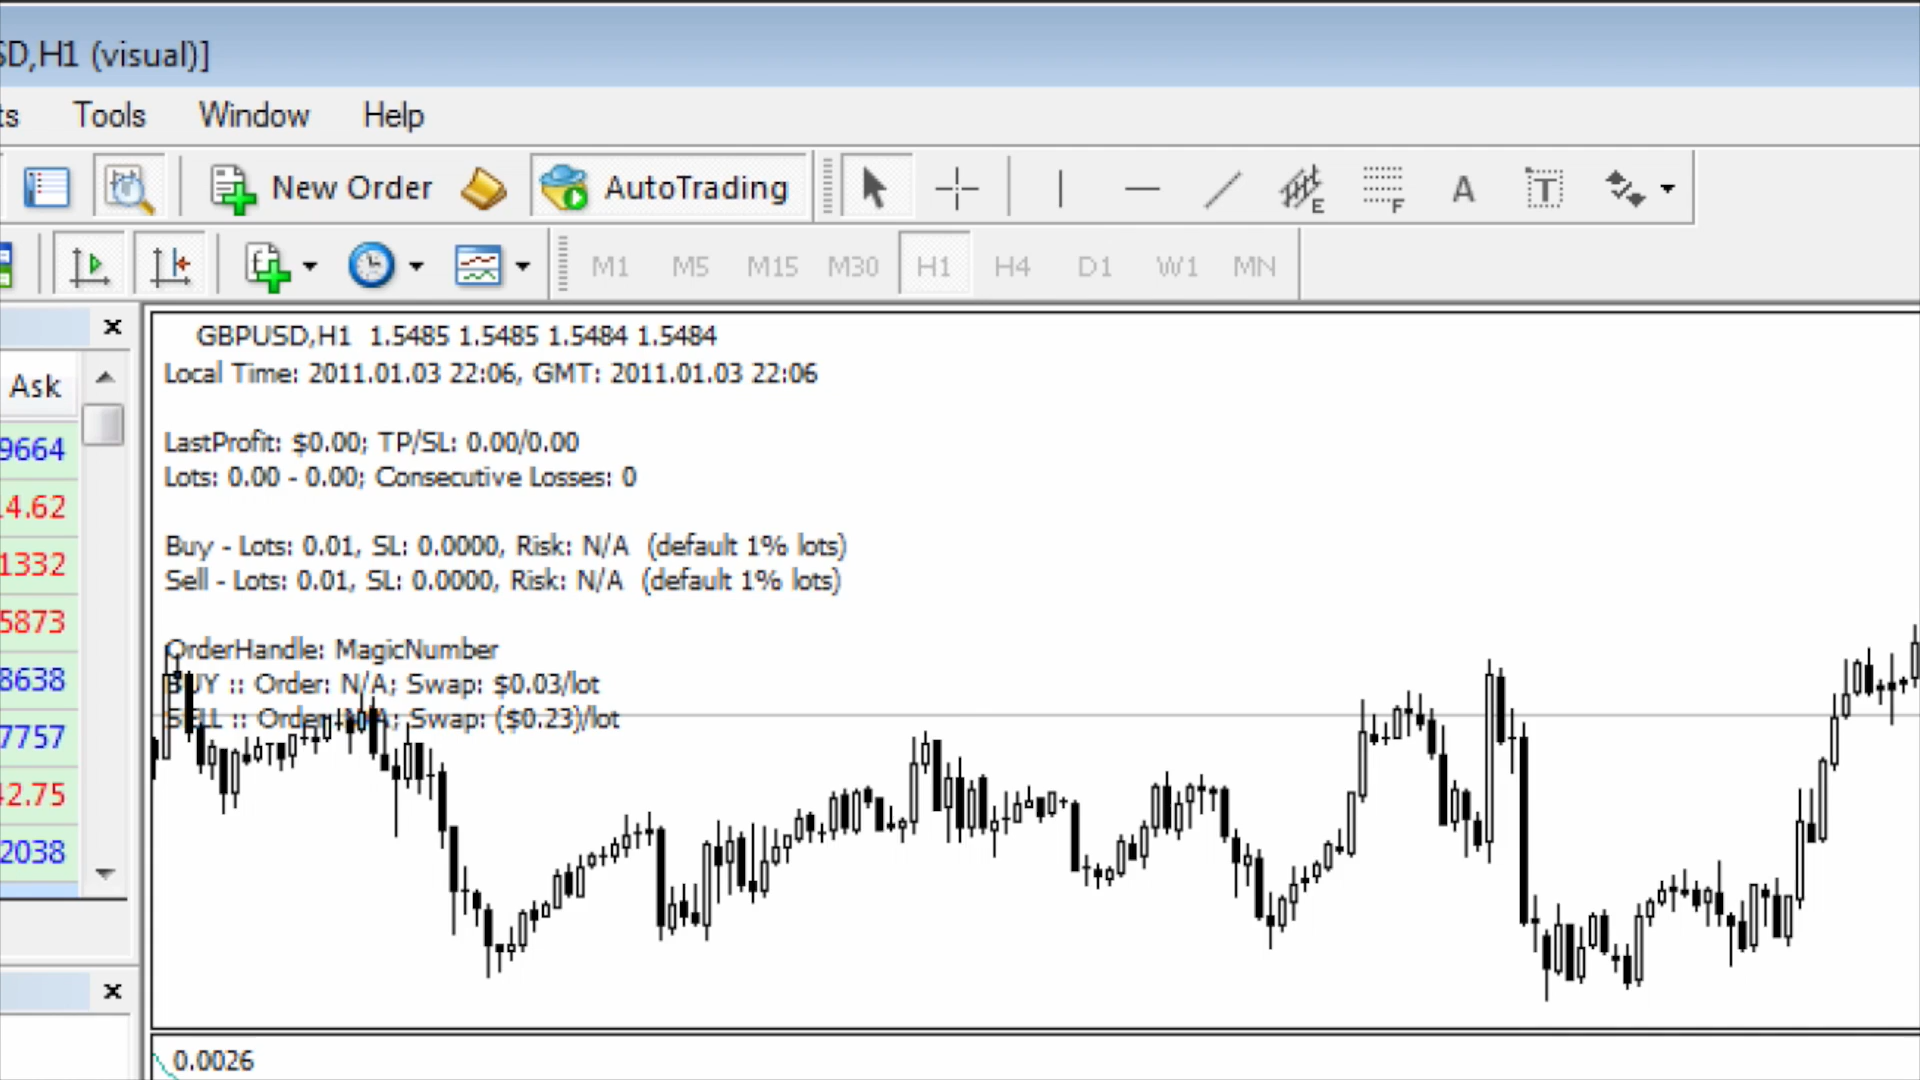 SD,H1 (visual)]
ts Tools Window Help
New Order AutoTrading E F A T
M1 M5 M15 M30 H1 H4 D1 W1 MN
GBPUSD,H1 1.5485 1.5485 1.5484 1.5484
Local Time: 2011.01.03 22:06, GMT: 2011.01.03 22:06
Ask
LastProfit: $0.00; TP/SL: 0.00/0.00
9664
Lots: 0.00 - 0.00; Consecutive Losses: 0
4.62
Buy - Lots: 0.01, SL: 0.0000, Risk: N/A (default 1% lots)
1332
Sell - Lots: 0.01, SL: 0.0000, Risk: N/A (default 1% lots)
5873
OrderHandle: MagicNumber
8638
BUY :: Order: N/A; Swap: $0.03/lot
SELL :: Order: N/A; Swap: ($0.23)/lot
7757
42.75
2038
0.0026